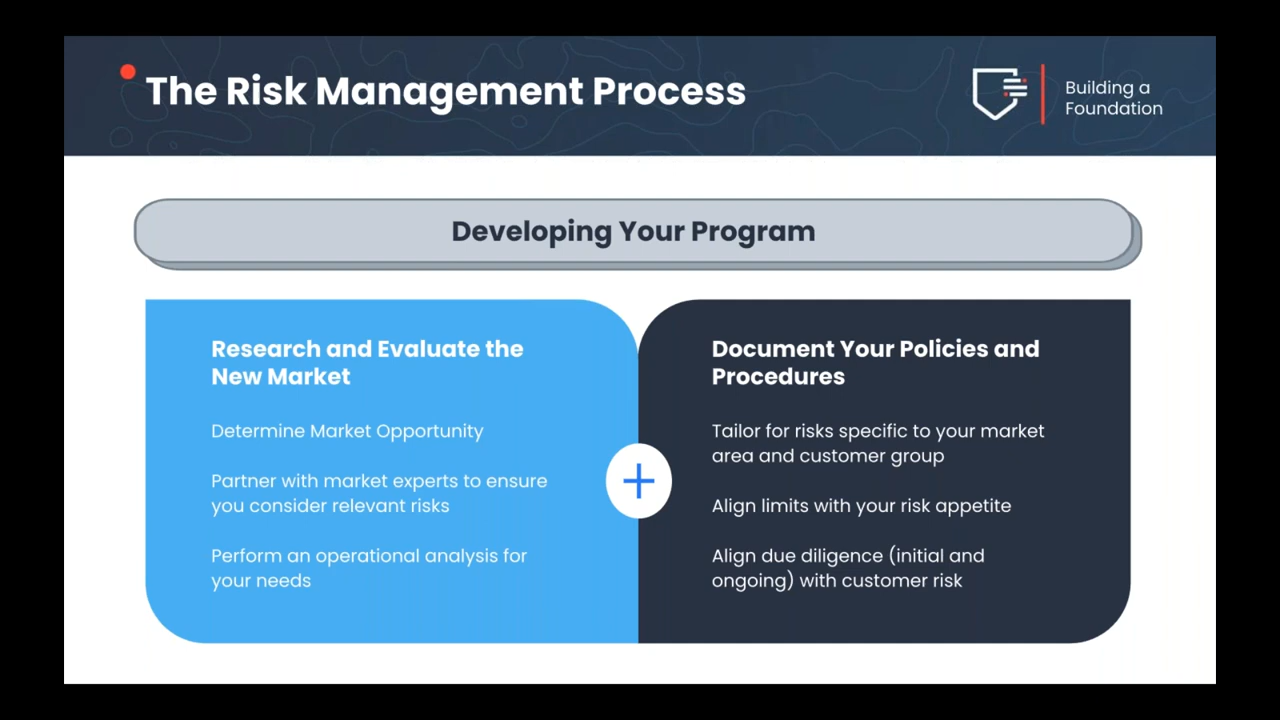 The Risk Management Process
Building a
Foundation
Developing Your Program
Research and Evaluate the
New Market
Determine Market Opportunity
Partner with market experts to ensure
you consider relevant risks
Perform an operational analysis for
your needs
Document Your Policies and
Procedures
Tailor for risks specific to your market
area and customer group
Align limits with your risk appetite
Align due diligence (initial and
ongoing) with customer risk